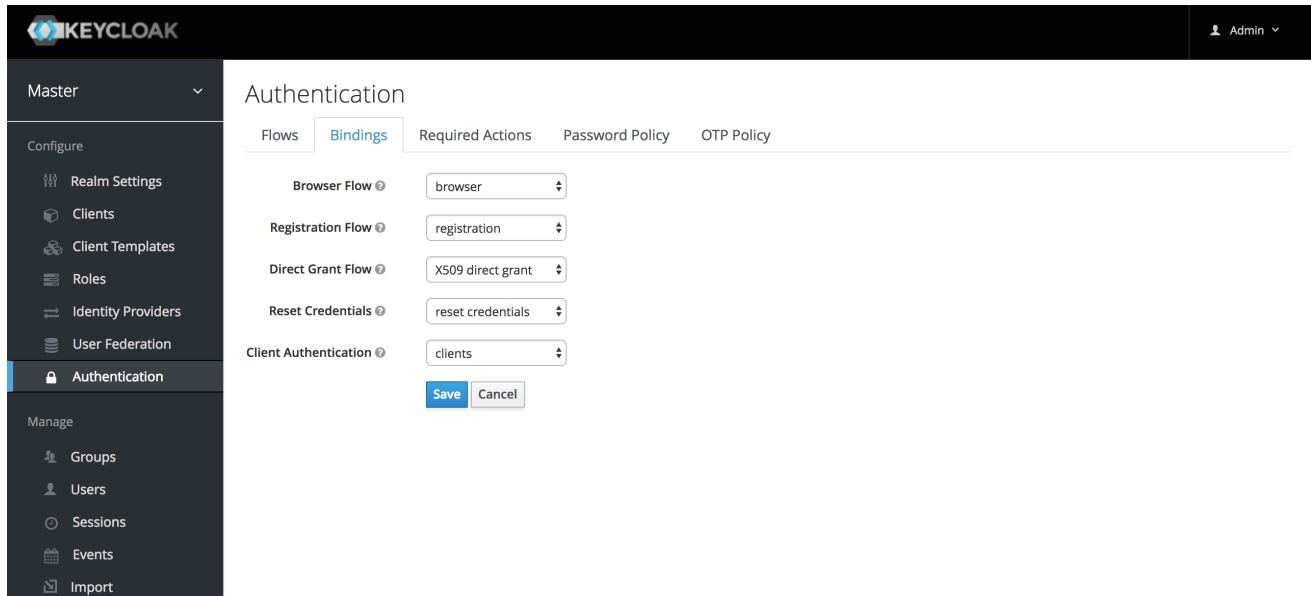 KEYCLOAK
Admin
Master
Configure
Realm Settings
Clients
Client Templates
Roles
Identity Providers
User Federation
Authentication
Manage
Groups
Users
Sessions
Events
Import
Authentication
Flows Bindings Required Actions Password Policy OTP Policy
Browser Flow ? browser
Registration Flow ? registration
Direct Grant Flow ? X509 direct grant
Reset Credentials ? reset credentials
Client Authentication ? clients
Save Cancel